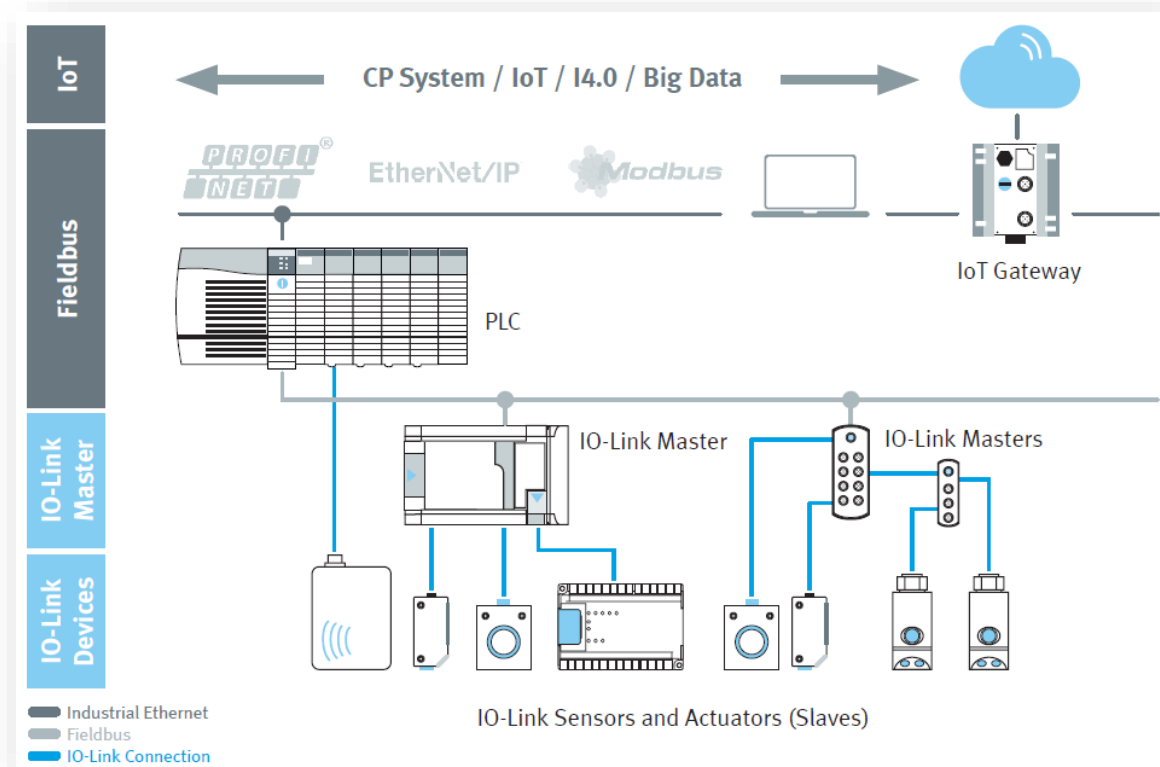 IoT
CP System / IoT / I4.0 / Big Data
Fieldbus
PROFI®
NET
EtherNet/IP
Modbus
IoT Gateway
PLC
IO-Link
Master
IO-Link Master
IO-Link Masters
IO-Link
Devices
IO-Link Sensors and Actuators (Slaves)
Industrial Ethernet
Fieldbus
IO-Link Connection